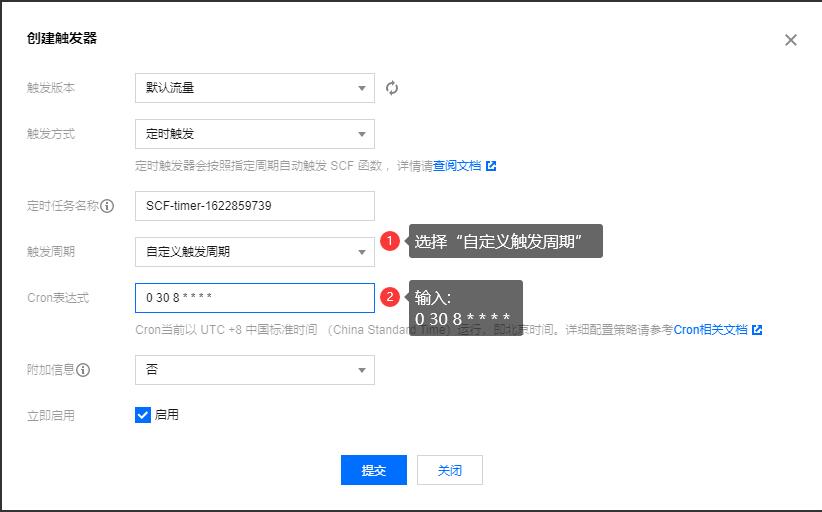 创建触发器
触发版本 默认流量
触发方式 定时触发
定时触发器会按照指定周期自动触发 SCF 函数，详情请查阅文档
定时任务名称 SCF-timer-1622859739
触发周期 自定义触发周期 1 选择“自定义触发周期”
Cron表达式 0 30 8 * * * * 2 输入:
0 30 8 * * * *
Cron当前以 UTC +8 中国标准时间 （China Standard Time）运行，即北京时间。详细配置策略请参考Cron相关文档
附加信息 否
立即启用 启用
提交 关闭